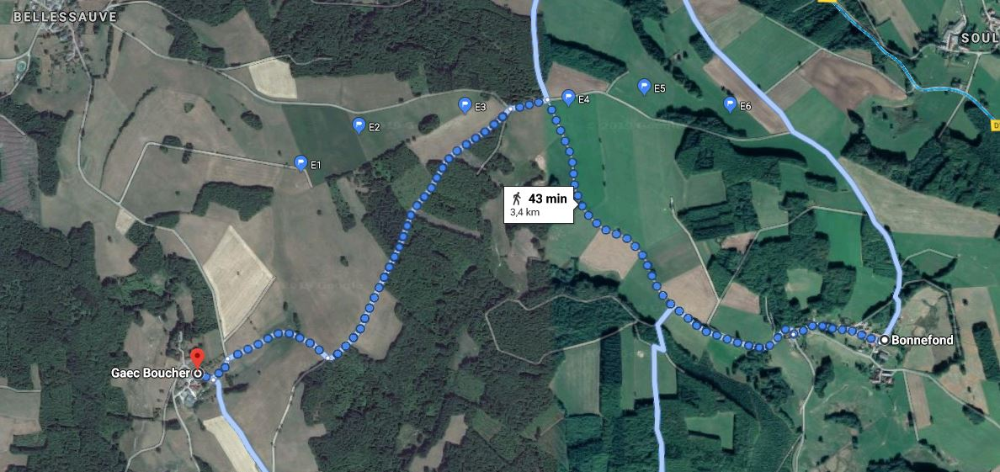 BELLESSAUVE
SOUL
E5
E4
E3
E6
E2
D
E1
43 min
3,4 km
Bonnefond
Gaec Boucher